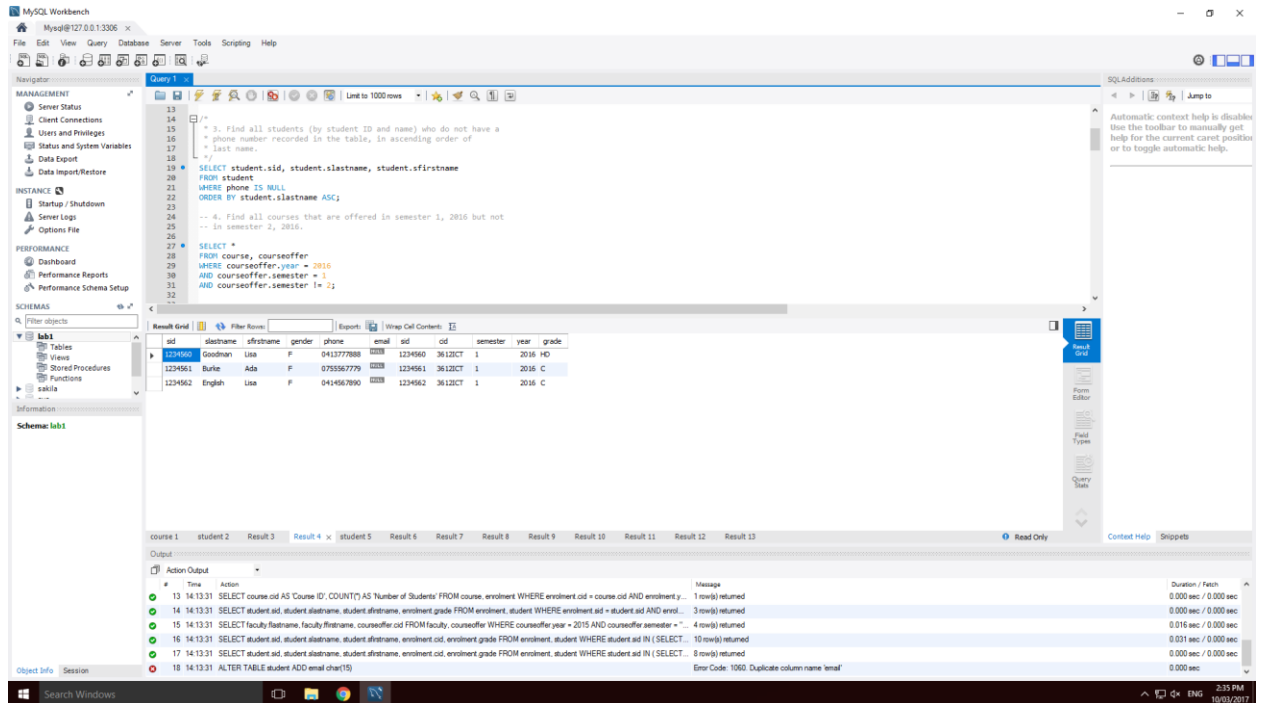 MySQL Workbench
Mysql@127.0.0.1:3306 ×
File Edit View Query Database Server Tools Scripting Help
Navigator
MANAGEMENT
Server Status
Client Connections
Users and Privileges
Status and System Variables
Data Export
Data Import/Restore
INSTANCE
Startup / Shutdown
Server Logs
Options File
PERFORMANCE
Dashboard
Performance Reports
Performance Schema Setup
SCHEMAS
Filter objects
lab1
Tables
Views
Stored Procedures
Functions
sakila
Information
Schema: lab1
Object Info Session
Query 1 ×
Limit to 1000 rows
13
14 /*
15 * 3. Find all students (by student ID and name) who do not have a
16 * phone number recorded in the table, in ascending order of
17 * last name.
18 */
19 SELECT student.sid, student.slastname, student.sfirstname
20 FROM student
21 WHERE phone IS NULL
22 ORDER BY student.slastname ASC;
23
24 -- 4. Find all courses that are offered in semester 1, 2016 but not
25 -- in semester 2, 2016.
26
27 SELECT *
28 FROM course, courseoffer
29 WHERE courseoffer.year = 2016
30 AND courseoffer.semester = 1
31 AND courseoffer.semester != 2;
32
Result Grid Filter Rows: Export: Wrap Cell Content:
sid slastname sfirstname gender phone email sid cid semester year grade
1234560 Goodman Lisa F 0413777888 NULL 1234560 3612ICT 1 2016 HD
1234561 Burke Ada F 0755567779 NULL 1234561 3612ICT 1 2016 C
1234562 English Lisa F 0414567890 NULL 1234562 3612ICT 1 2016 C
Result Grid
Form Editor
Field Types
Query Stats
course 1 student 2 Result 3 Result 4 × student 5 Result 6 Result 7 Result 8 Result 9 Result 10 Result 11 Result 12 Result 13 Read Only
Output
Action Output
# Time Action Message Duration / Fetch
13 14:13:31 SELECT course.cid AS 'Course ID', COUNT(*) AS 'Number of Students' FROM course, enrolment WHERE enrolment.cid = course.cid AND enrolment.y... 1 row(s) returned 0.000 sec / 0.000 sec
14 14:13:31 SELECT student.sid, student.slastname, student.sfirstname, enrolment.grade FROM enrolment, student WHERE enrolment.sid = student.sid AND enrol... 3 row(s) returned 0.000 sec / 0.000 sec
15 14:13:31 SELECT faculty.flastname, faculty.ffirstname, courseoffer.cid FROM faculty, courseoffer WHERE courseoffer.year = 2015 AND courseoffer.semester = ''... 4 row(s) returned 0.016 sec / 0.000 sec
16 14:13:31 SELECT student.sid, student.slastname, student.sfirstname, enrolment.cid, enrolment.grade FROM enrolment, student WHERE student.sid IN ( SELECT... 10 row(s) returned 0.031 sec / 0.000 sec
17 14:13:31 SELECT student.sid, student.slastname, student.sfirstname, enrolment.cid, enrolment.grade FROM enrolment, student WHERE student.sid IN ( SELECT... 8 row(s) returned 0.000 sec / 0.000 sec
18 14:13:31 ALTER TABLE student ADD email char(15) Error Code: 1060. Duplicate column name 'email' 0.000 sec
SQLAdditions
Jump to
Automatic context help is disabled
Use the toolbar to manually get
help for the current caret position
or to toggle automatic help.
Context Help Snippets
Search Windows
ENG
2:35 PM
10/03/2017